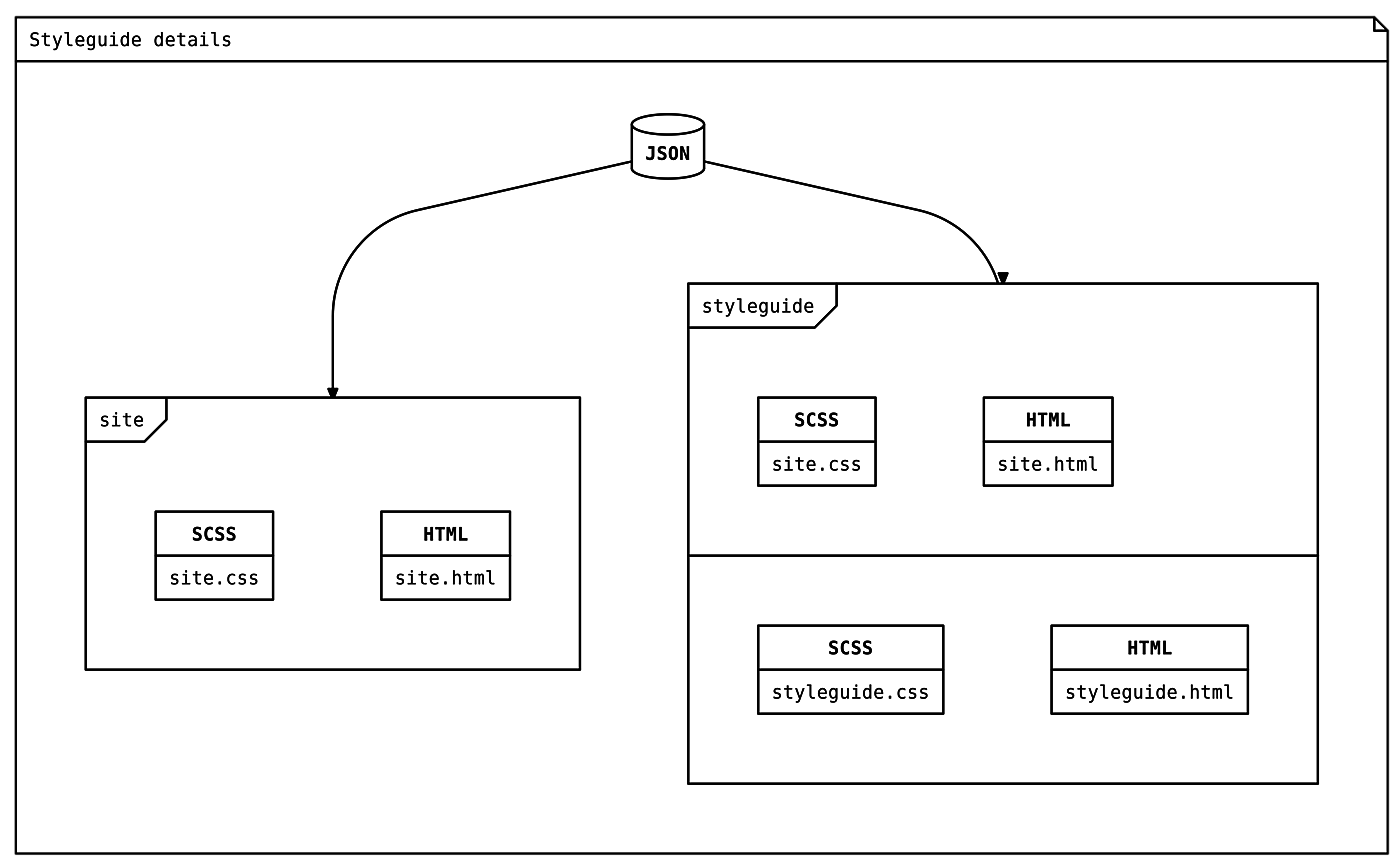 Styleguide details
JSON
styleguide
site
SCSS
site.css
HTML
site.html
SCSS
site.css
HTML
site.html
SCSS
styleguide.css
HTML
styleguide.html